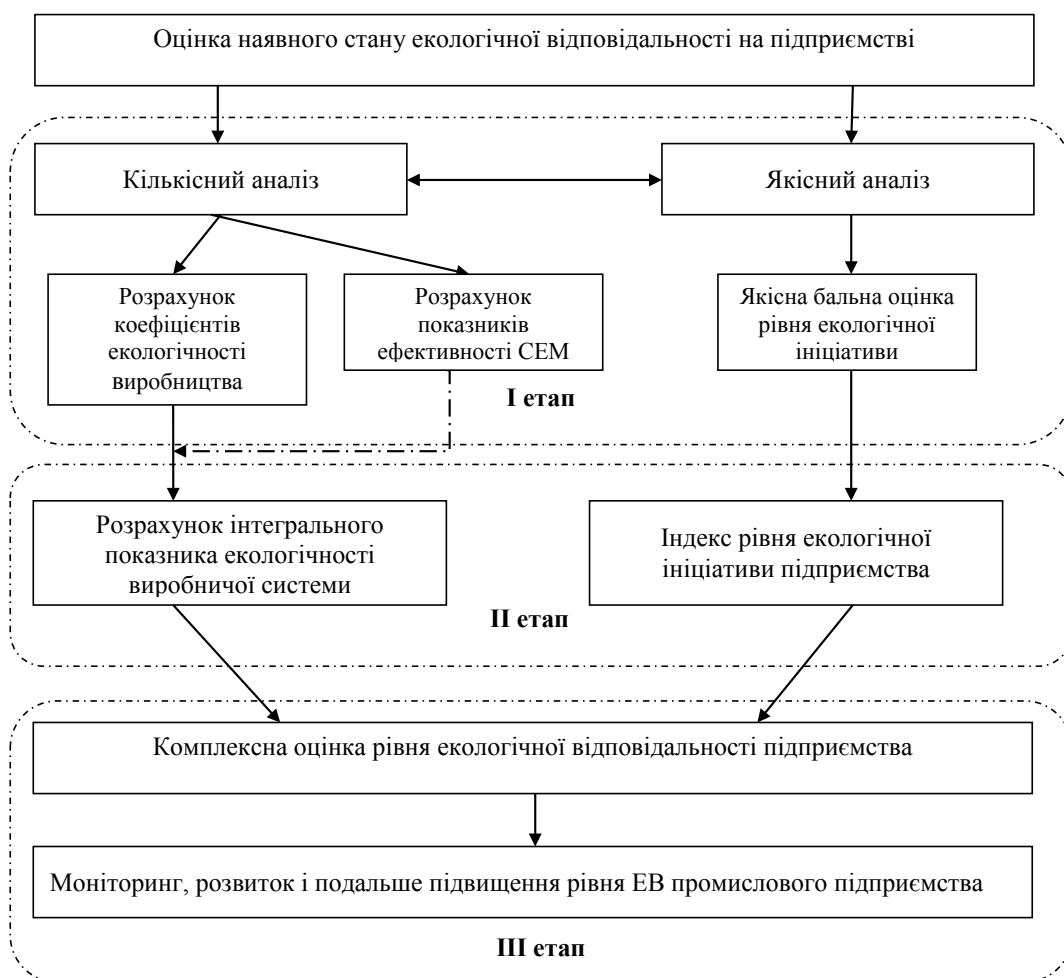 Оцінка наявного стану екологічної відповідальності на підприємстві
Кількісний аналіз
Якісний аналіз
Розрахунок
коефіцієнтів
екологічності
виробництва
Розрахунок
показників
ефективності СЕМ
Якісна бальна оцінка
рівня екологічної
ініціативи
І етап
Розрахунок інтегрального
показника екологічності
виробничої системи
Індекс рівня екологічної
ініціативи підприємства
ІІ етап
Комплексна оцінка рівня екологічної відповідальності підприємства
Моніторинг, розвиток і подальше підвищення рівня ЕВ промислового підприємства
ІІІ етап